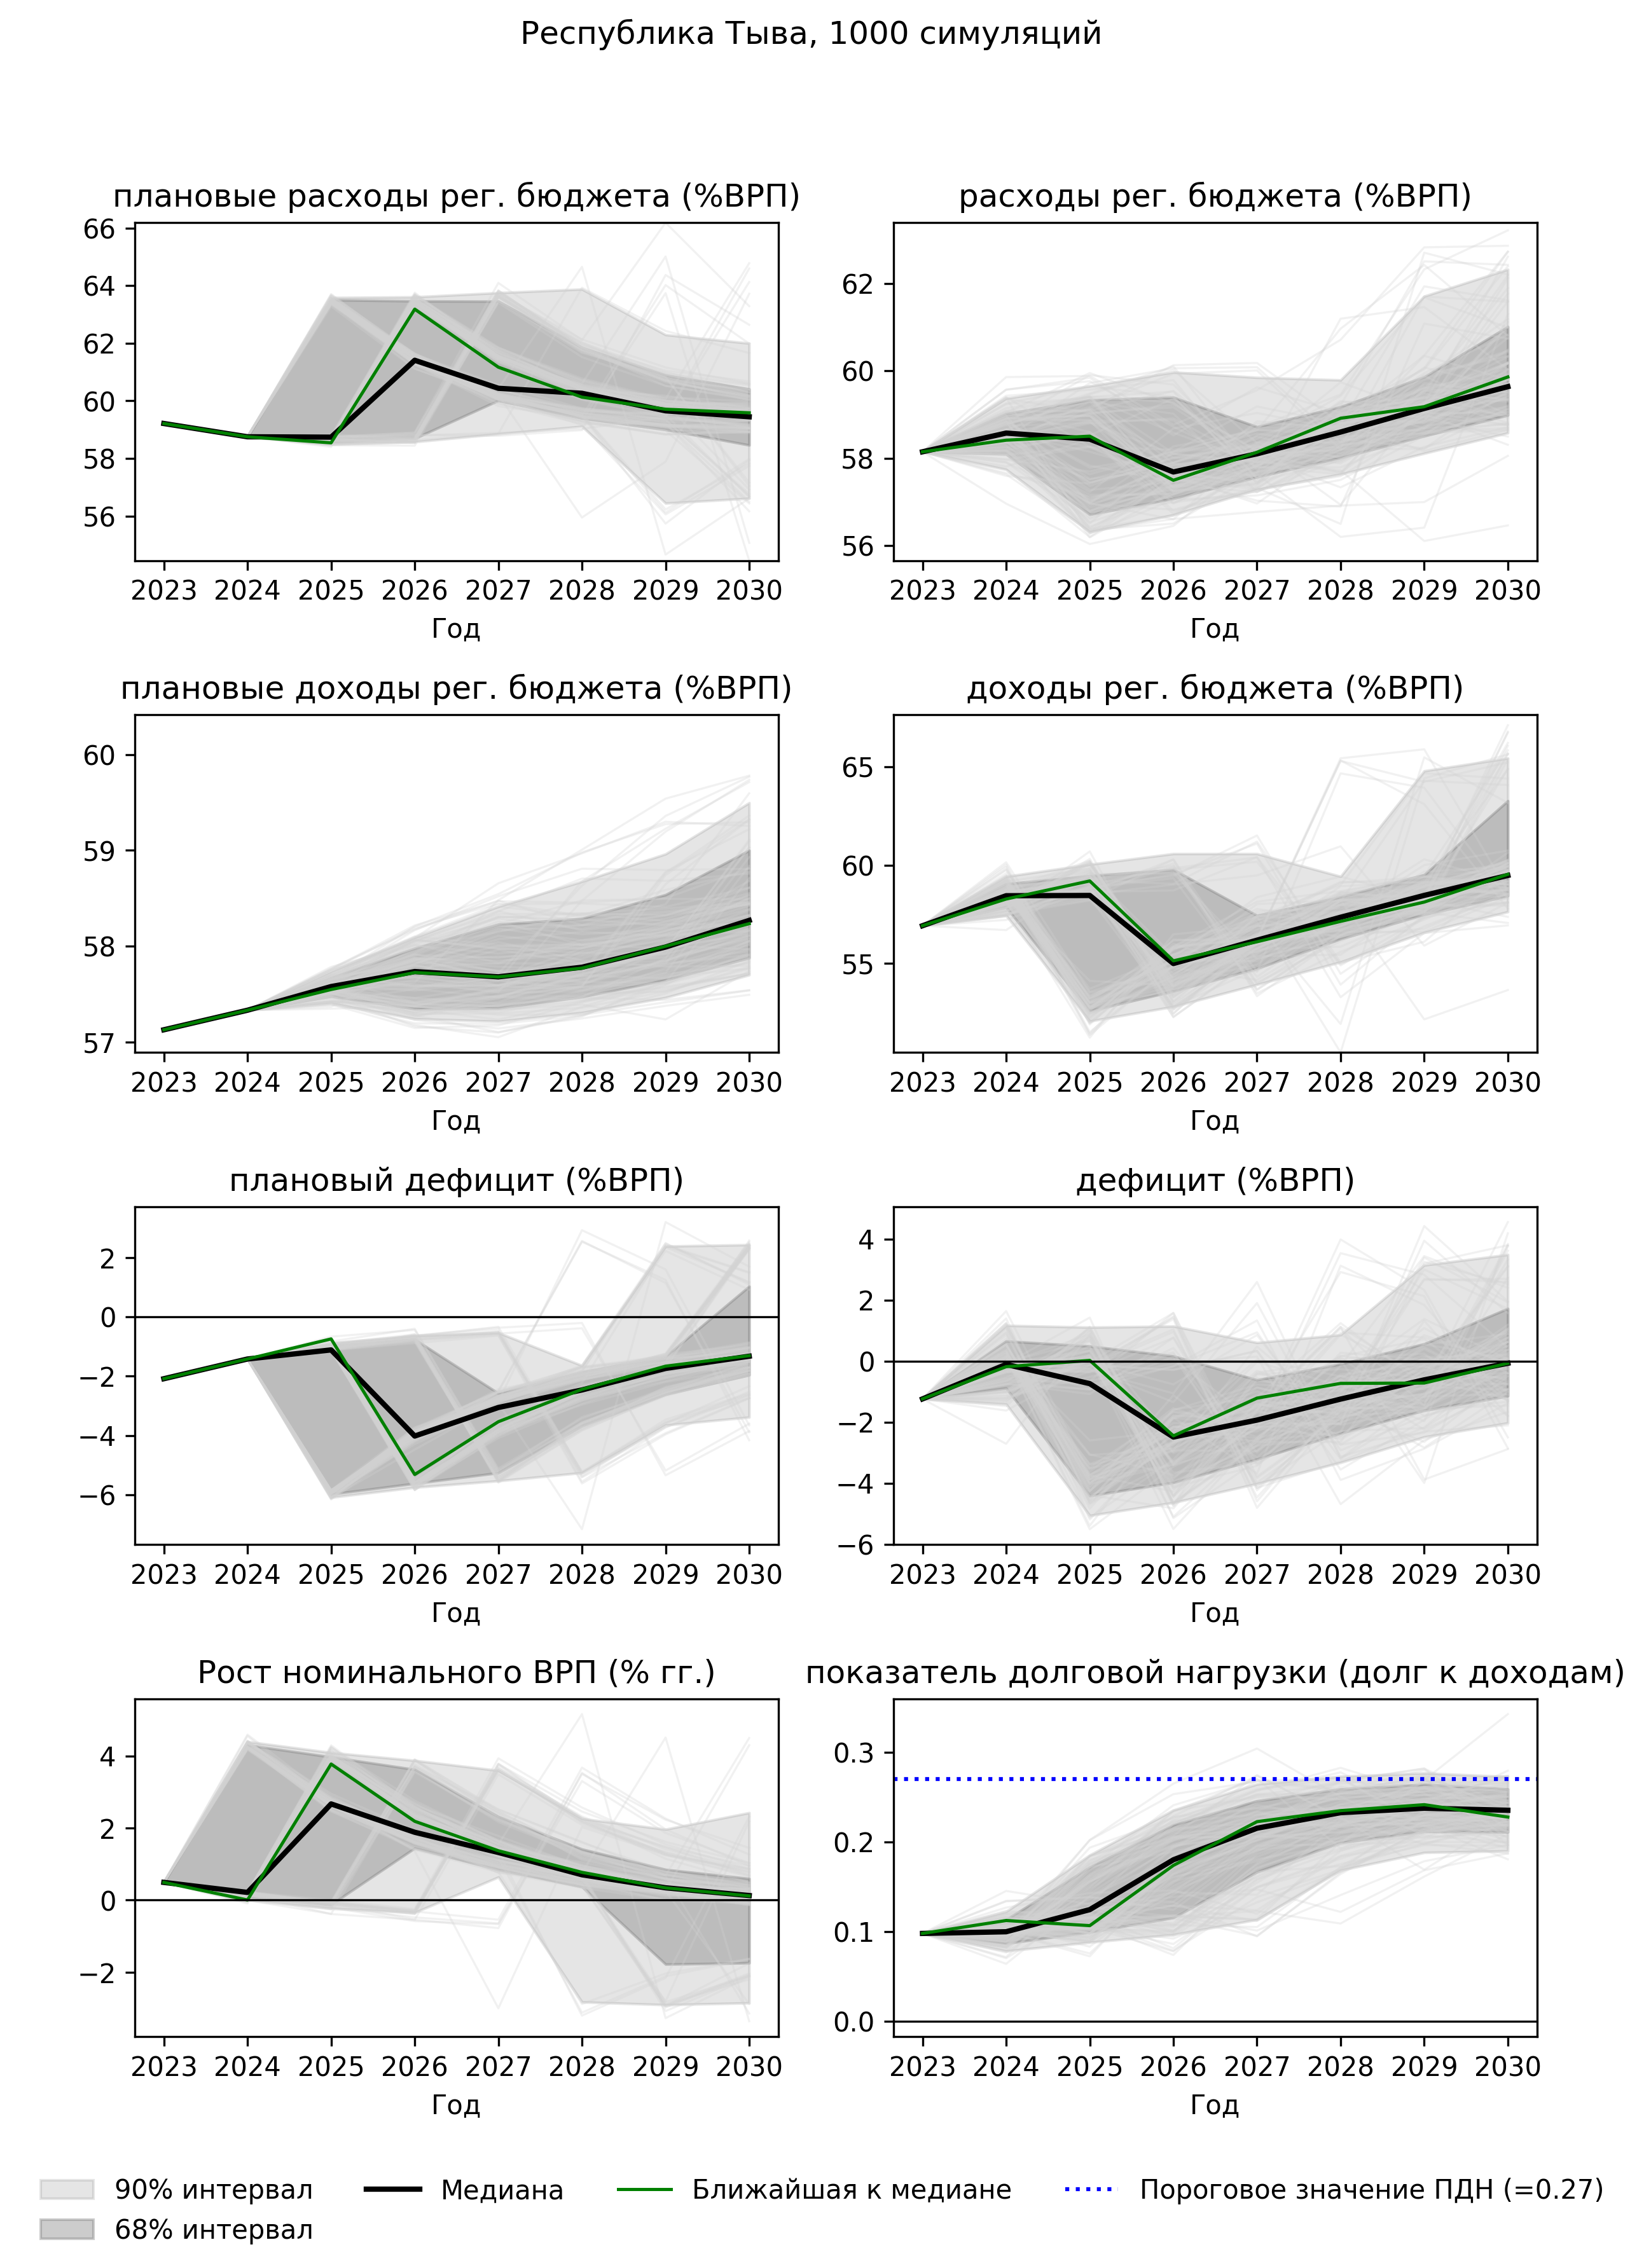 Республика Тыва, 1000 симуляций
плановые расходы рег. бюджета (%ВРП)
66
64
62
60
58
56
2023 2024 2025 2026 2027 2028 2029 2030
Год
расходы рег. бюджета (%ВРП)
62
60
58
56
2023 2024 2025 2026 2027 2028 2029 2030
Год
плановые доходы рег. бюджета (%ВРП)
60
59
58
57
2023 2024 2025 2026 2027 2028 2029 2030
Год
доходы рег. бюджета (%ВРП)
65
60
55
2023 2024 2025 2026 2027 2028 2029 2030
Год
плановый дефицит (%ВРП)
2
0
−2
−4
−6
2023 2024 2025 2026 2027 2028 2029 2030
Год
дефицит (%ВРП)
4
2
0
−2
−4
−6
2023 2024 2025 2026 2027 2028 2029 2030
Год
Рост номинального ВРП (% гг.)
4
2
0
−2
2023 2024 2025 2026 2027 2028 2029 2030
Год
показатель долговой нагрузки (долг к доходам)
0.3
0.2
0.1
0.0
2023 2024 2025 2026 2027 2028 2029 2030
Год
90% интервал
68% интервал
Медиана
Ближайшая к медиане
Пороговое значение ПДН (=0.27)